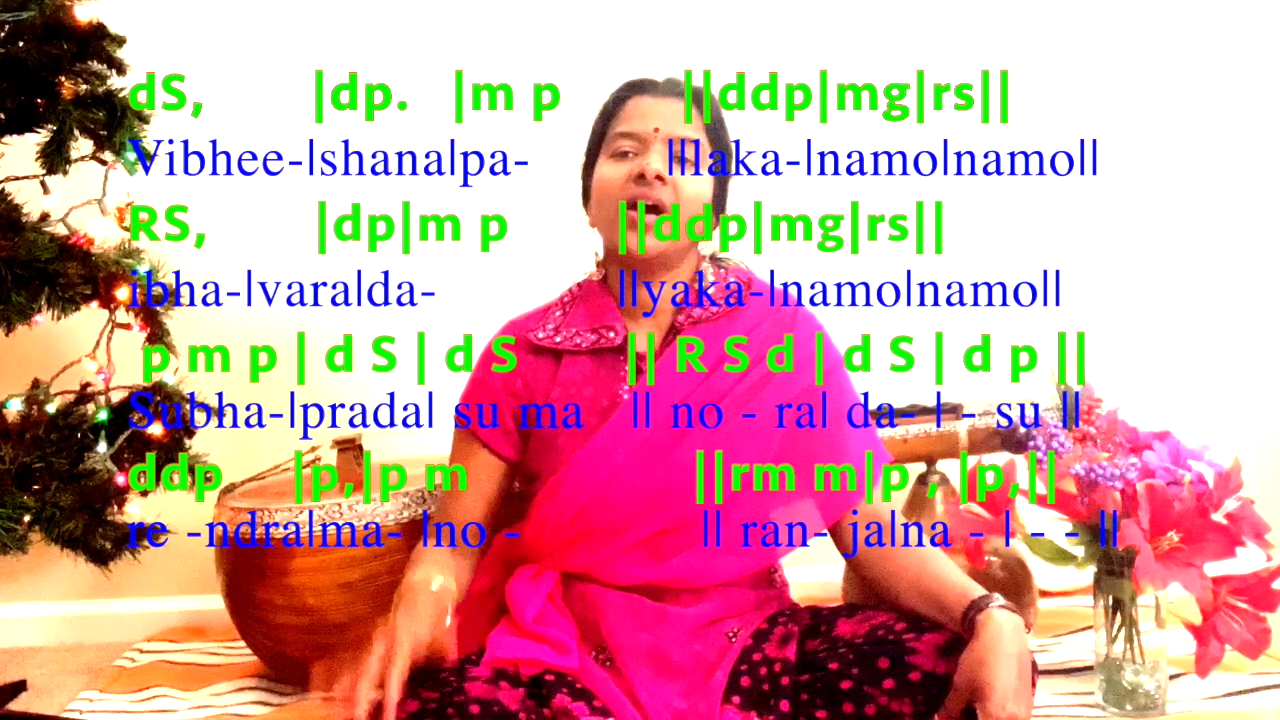 dS, |dp. |m p ||ddp|mg|rs||
Vibhee-|shana|pa- |||laka-|namo|namo||
RS, |dp|m p ||ddp|mg|rs||
ibha-|vara|da- ||yaka-|namo|namo||
p m p | d S | d S || R S d | d S | d p ||
Subha-|prada| su ma || no - ra| da- | - su ||
ddp |p,|p m ||rm m|p , |p,||
re -ndra|ma- |no - || ran- ja|na - | - - ||